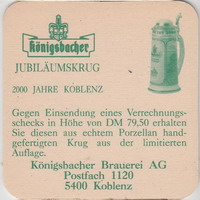 Königsbacher
JUBILÄUMSKRUG
2000 JAHRE KOBLENZ
Gegen Einsendung eines Verrechnungs-
schecks in Höhe von DM 79,50 erhalten
Sie diesen aus echtem Porzellan hand-
gefertigten Krug aus der limitierten
Auflage.
Königsbacher Brauerei AG
Postfach 1120
5400 Koblenz